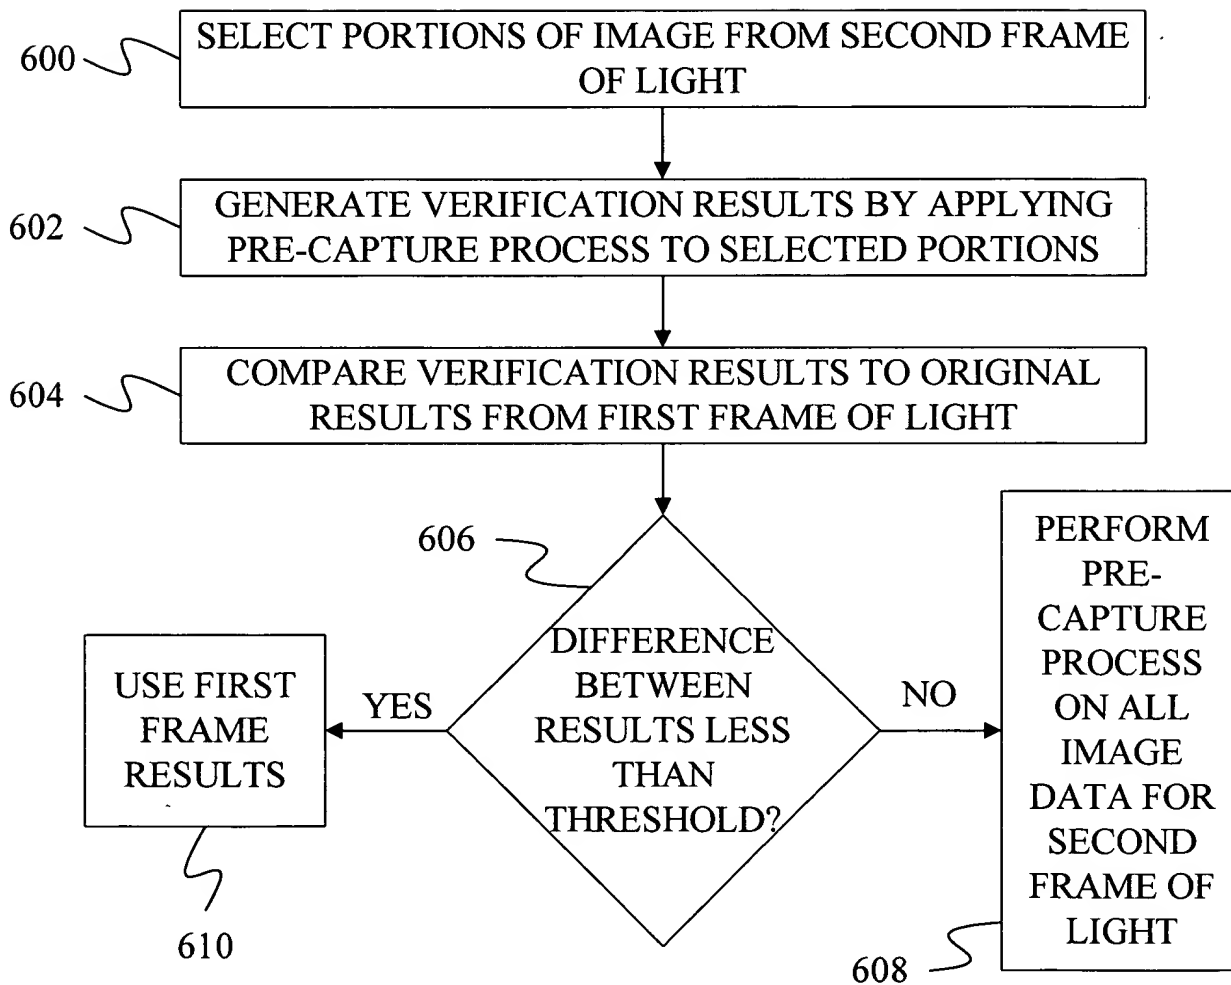 600
SELECT PORTIONS OF IMAGE FROM SECOND FRAME
OF LIGHT
602
GENERATE VERIFICATION RESULTS BY APPLYING
PRE-CAPTURE PROCESS TO SELECTED PORTIONS
604
COMPARE VERIFICATION RESULTS TO ORIGINAL
RESULTS FROM FIRST FRAME OF LIGHT
606
DIFFERENCE
BETWEEN
RESULTS LESS
THAN
THRESHOLD?
YES
NO
USE FIRST
FRAME
RESULTS
610
PERFORM
PRE-
CAPTURE
PROCESS
ON ALL
IMAGE
DATA FOR
SECOND
FRAME OF
LIGHT
608